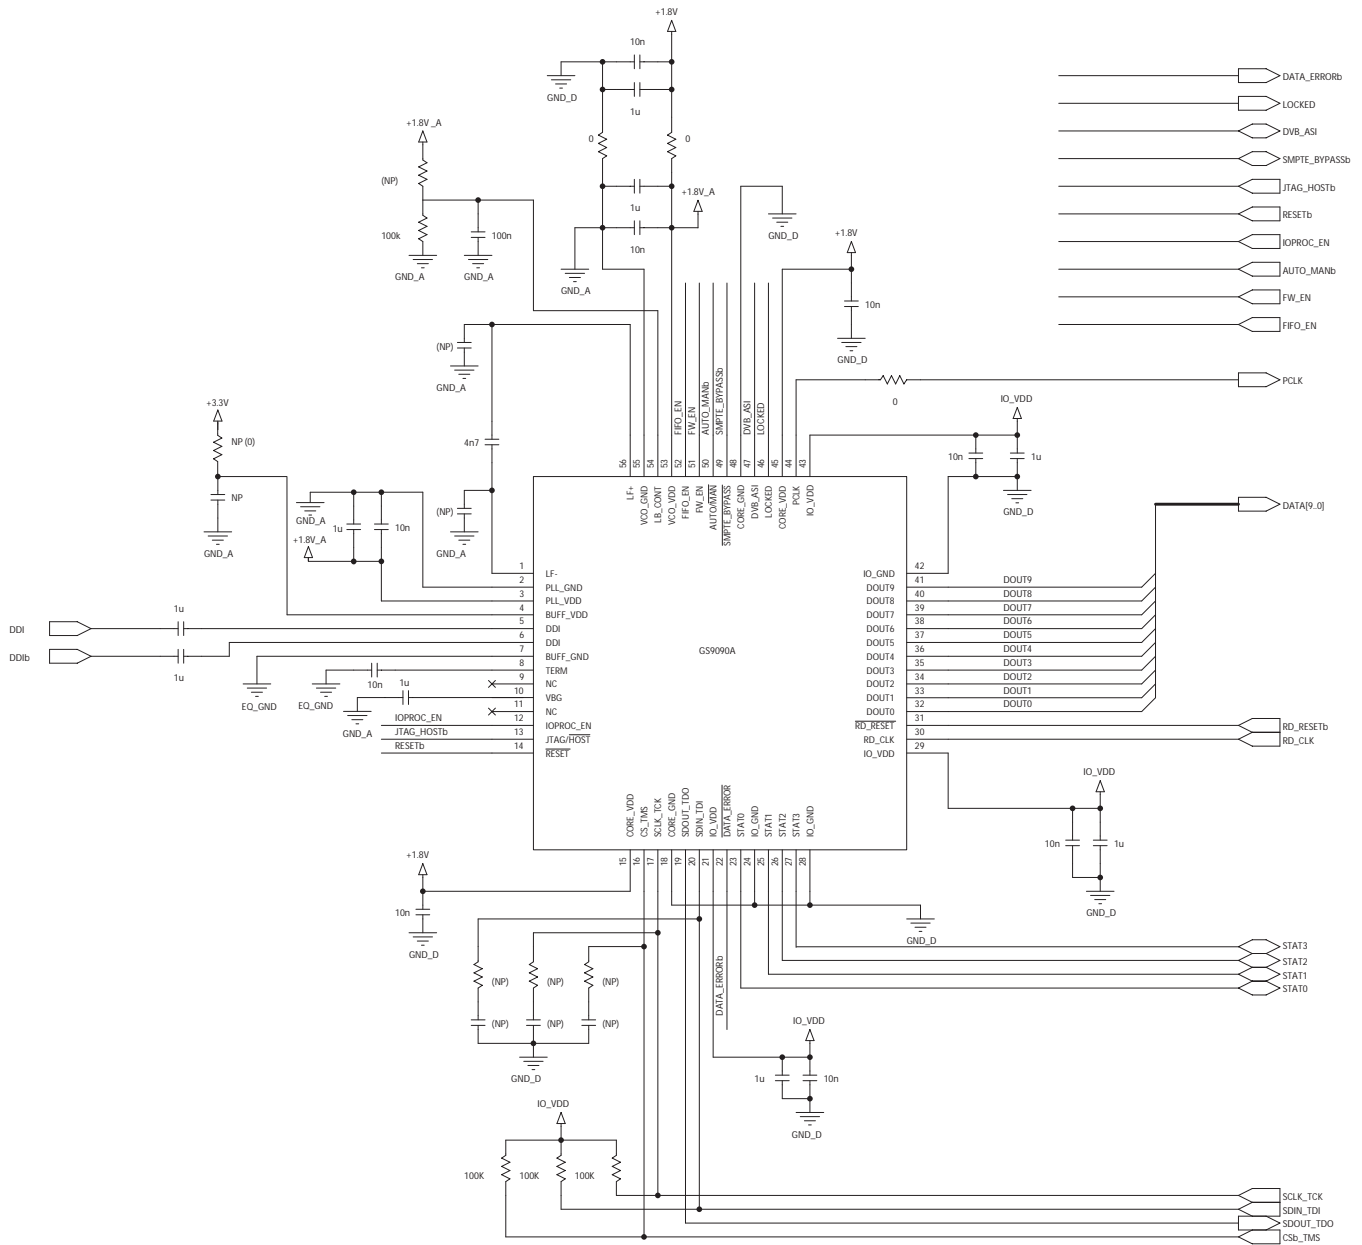 +1.8V
10n
GND_D
1u
0
0
+1.8V_A
(NP)
100k
100n
GND_A
GND_A
1u
+1.8V_A
10n
GND_A
GND_D
+1.8V
10n
GND_D
DATA_ERRORb
LOCKED
DVB_ASI
SMPTE_BYPASSb
JTAG_HOSTb
RESETb
IOPROC_EN
AUTO_MANb
FW_EN
FIFO_EN
PCLK
0
(NP)
GND_A
4n7
(NP)
GND_A
+3.3V
NP (0)
NP
GND_A
GND_A
1u
10n
+1.8V_A
FIFO_EN
FW_EN
AUTO_MANb
SMPTE_BYPASSb
DVB_ASI
LOCKED
IO_VDD
10n
1u
GND_D
DATA[9..0]
56
55
54
53
52
51
50
49
48
47
46
45
44
43
LF+
VCO_GND
LB_CONT
VCO_VDD
FIFO_EN
FW_EN
AUTO/MAN
SMPTE_BYPASS
CORE_GND
DVB_ASI
LOCKED
CORE_VDD
PCLK
IO_VDD
1 LF-
2 PLL_GND
3 PLL_VDD
4 BUFF_VDD
5 DDI
6 DDI
7 BUFF_GND
8 TERM
9 NC
10 VBG
11 NC
IOPROC_EN 12 IOPROC_EN
JTAG_HOSTb 13 JTAG/HOST
RESETb 14 RESET
DDI
1u
DDIb
1u
EQ_GND
EQ_GND
10n
1u
GND_A
GS9090A
IO_GND 42
DOUT9 41 DOUT9
DOUT8 40 DOUT8
DOUT7 39 DOUT7
DOUT6 38 DOUT6
DOUT5 37 DOUT5
DOUT4 36 DOUT4
DOUT3 35 DOUT3
DOUT2 34 DOUT2
DOUT1 33 DOUT1
DOUT0 32 DOUT0
RD_RESET 31 RD_RESETb
RD_CLK 30 RD_CLK
IO_VDD 29
IO_VDD
10n
1u
GND_D
CORE_VDD
CS_TMS
SCLK_TCK
CORE_GND
SDOUT_TDO
SDIN_TDI
IO_VDD
DATA_ERROR
STAT0
IO_GND
STAT1
STAT2
STAT3
IO_GND
15
16
17
18
19
20
21
22
23
24
25
26
27
28
+1.8V
10n
GND_D
GND_D
STAT3
STAT2
STAT1
STAT0
DATA_ERRORb
(NP)
(NP)
(NP)
(NP)
(NP)
(NP)
GND_D
IO_VDD
1u
10n
GND_D
IO_VDD
100K
100K
100K
SCLK_TCK
SDIN_TDI
SDOUT_TDO
CSb_TMS